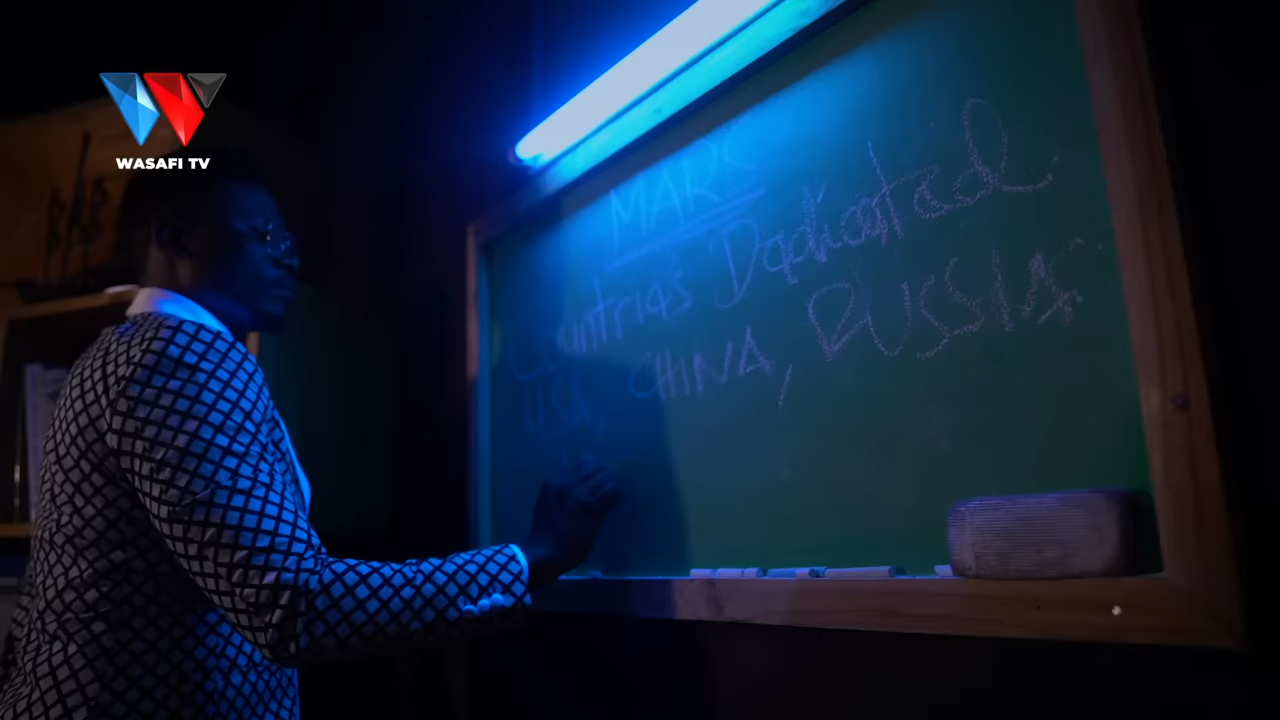 WASAFI TV
MARS
Countries Dedicated
USA, CHINA, RUSSIA